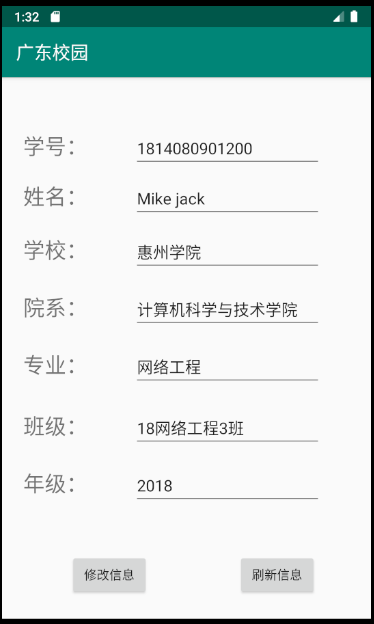 1:32
广东校园
学号： 1814080901200
姓名： Mike jack
学校： 惠州学院
院系： 计算机科学与技术学院
专业： 网络工程
班级： 18网络工程3班
年级： 2018
修改信息 刷新信息